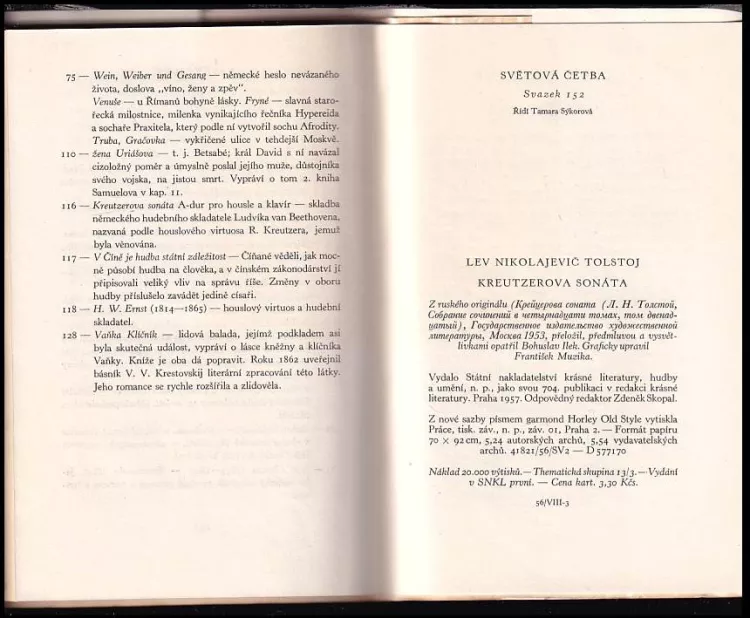 75 — Wein, Weiber und Gesang — německé heslo nevázaného
života, doslova „víno, ženy a zpěv".
Venuše — u Římanů bohyně lásky. Fryné — slavná staro-
řecká milostnice, milenka vynikajícího řečníka Hypereida
a sochaře Praxitela, který podle ní vytvořil sochu Afrodity.
Truba, Gračovka — vykřičené ulice v tehdejší Moskvě.
110 — žena Uriášova — t. j. Betsabé; král David s ní navázal
cizoložný poměr a úmyslně poslal jejího muže, důstojníka
svého vojska, na jistou smrt. Vypráví o tom 2. kniha
Samuelova v kap. 11.
116 — Kreutzerova sonáta A-dur pro housle a klavír — skladba
německého hudebního skladatele Ludvíka van Beethovena,
nazvaná podle houslového virtuosa R. Kreutzera, jemuž
byla věnována.
117 — V Číně je hudba státní záležitost — Číňané věděli, jak moc-
ně působí hudba na člověka, a v čínském zákonodárství jí
připisovali veliký vliv na správu říše. Změny v oboru
hudby příslušelo zavádět jedině císaři.
118 — H. W. Ernst (1814—1865) — houslový virtuos a hudební
skladatel.
128 — Vaňka Klíčník — lidová balada, jejímž podkladem asi
byla skutečná událost, vypráví o lásce kněžny a klíčníka
Vaňky. Kníže je oba dá popravit. Roku 1862 uveřejnil
básník V. V. Krestovskij literární zpracování této látky.
Jeho romance se rychle rozšířila a zlidověla.
SVĚTOVÁ ČETBA
Svazek 152
Řídí Tamara Sýkorová
LEV NIKOLAJEVIČ TOLSTOJ
KREUTZEROVA SONÁTA
Z ruského originálu (Крейцерова соната (Л. Н. Толстой,
Собрание сочинений в четырнадцати томах, том двенад-
цатый), Государственное издательство художественной
литературы, Москва 1953, přeložil, předmluvou a vysvět-
livkami opatřil Bohuslav Ilek. Graficky upravil
František Muzika.
Vydalo Státní nakladatelství krásné literatury, hudby
a umění, n. p., jako svou 704. publikaci v redakci krásné
literatury. Praha 1957. Odpovědný redaktor Zdeněk Skopal.
Z nové sazby písmem garmond Horley Old Style vytiskla
Práce, tisk. záv., n. p., záv. 01, Praha 2. — Formát papíru
70 × 92 cm, 5,24 autorských archů, 5,54 vydavatelských
archů. 41821/56/SV2 — D 577170
Náklad 20.000 výtisků. — Thematická skupina 13/3. — Vydání
v SNKL první. — Cena kart. 3,30 Kčs.
56/VIII-3